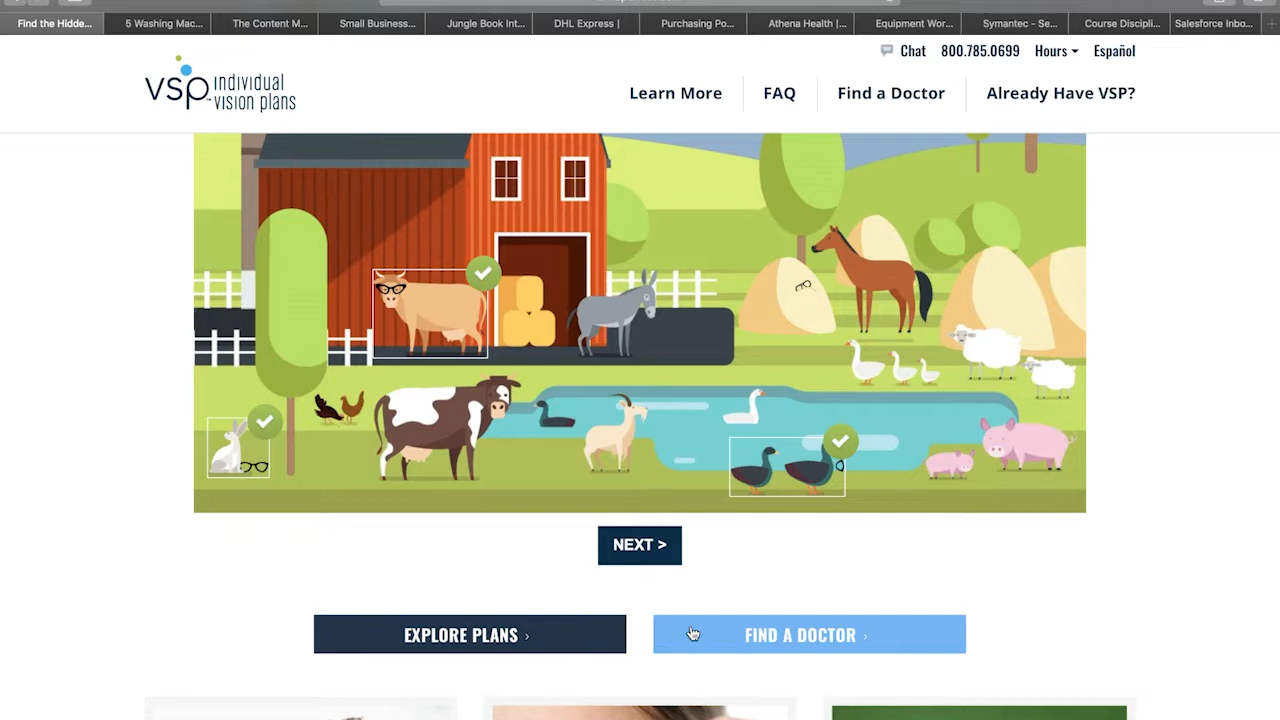 Find the Hidde...
5 Washing Mac...
The Content M...
Small Business...
Jungle Book Int...
DHL Express |
Purchasing Po...
Athena Health |...
Equipment Wor...
Symantec - Se...
Course Discipli...
Salesforce Inbo...
Chat 800.785.0699 Hours Español
vsp individual
vision plans
Learn More FAQ Find a Doctor Already Have VSP?
NEXT >
EXPLORE PLANS ›
FIND A DOCTOR ›